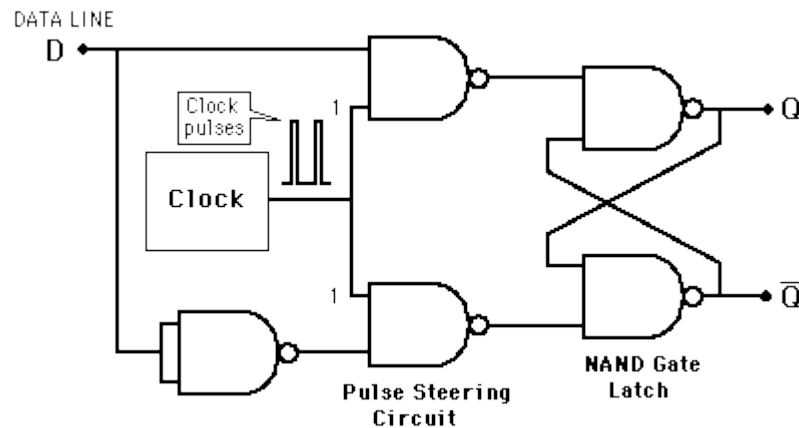 DATA LINE
D
Clock
pulses
1
Q
Clock
1
Q̅
NAND Gate
Latch
Pulse Steering
Circuit